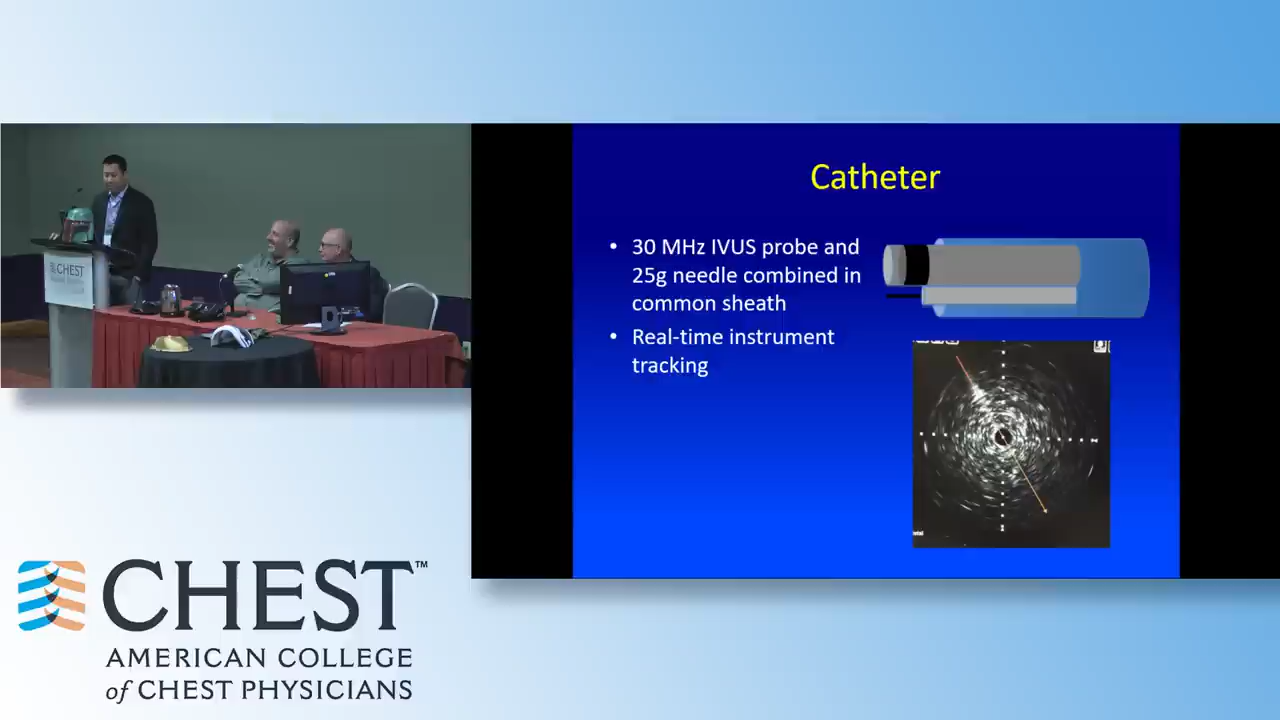 CHEST
Catheter
• 30 MHz IVUS probe and
25g needle combined in
common sheath
• Real-time instrument
tracking
CHEST™
AMERICAN COLLEGE
of CHEST PHYSICIANS